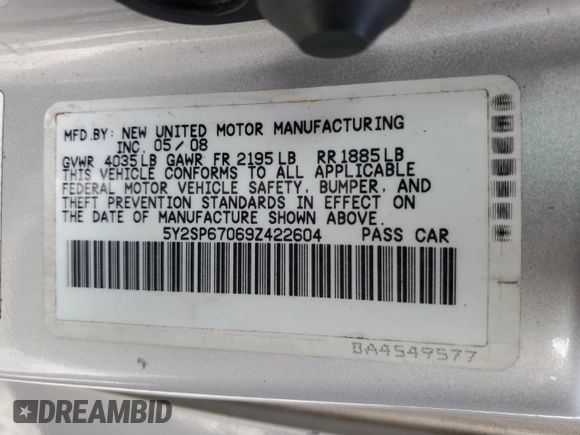 MFD.BY: NEW UNITED MOTOR MANUFACTURING
INC. 05/08
GVWR 4035LB GAWR FR 2195LB RR 1885LB
THIS VEHICLE CONFORMS TO ALL APPLICABLE
FEDERAL MOTOR VEHICLE SAFETY, BUMPER, AND
THEFT PREVENTION STANDARDS IN EFFECT ON
THE DATE OF MANUFACTURE SHOWN ABOVE.
5Y2SP67069Z422604 PASS CAR
BA4549577
DREAMBID